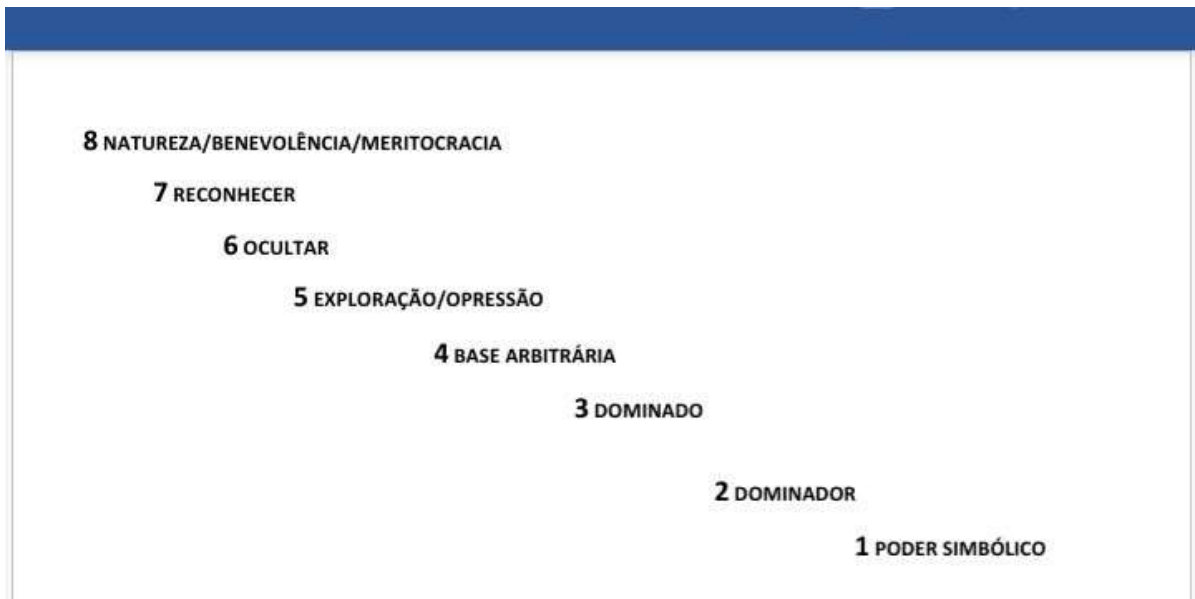 8 NATUREZA/BENEVOLÊNCIA/MERITOCRACIA
7 RECONHECER
6 OCULTAR
5 EXPLORAÇÃO/OPRESSÃO
4 BASE ARBITRÁRIA
3 DOMINADO
2 DOMINADOR
1 PODER SIMBÓLICO